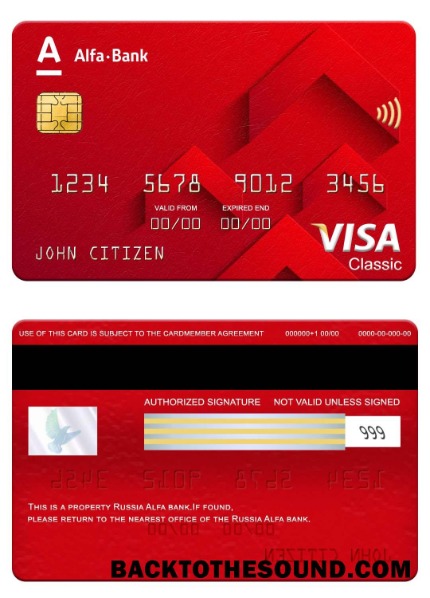 A Alfa·Bank
1234 5678 9012 3456
VALID FROM EXPIRED END
00/00 00/00
JOHN CITIZEN
VISA
Classic
USE OF THIS CARD IS SUBJECT TO THE CARDMEMBER AGREEMENT 000000+1 00/00 0000-00-000-00
AUTHORIZED SIGNATURE NOT VALID UNLESS SIGNED
999
THIS IS A PROPERTY RUSSIA ALFA BANK.IF FOUND,
PLEASE RETURN TO THE NEAREST OFFICE OF THE RUSSIA ALFA BANK.
BACKTOTHESOUND.COM